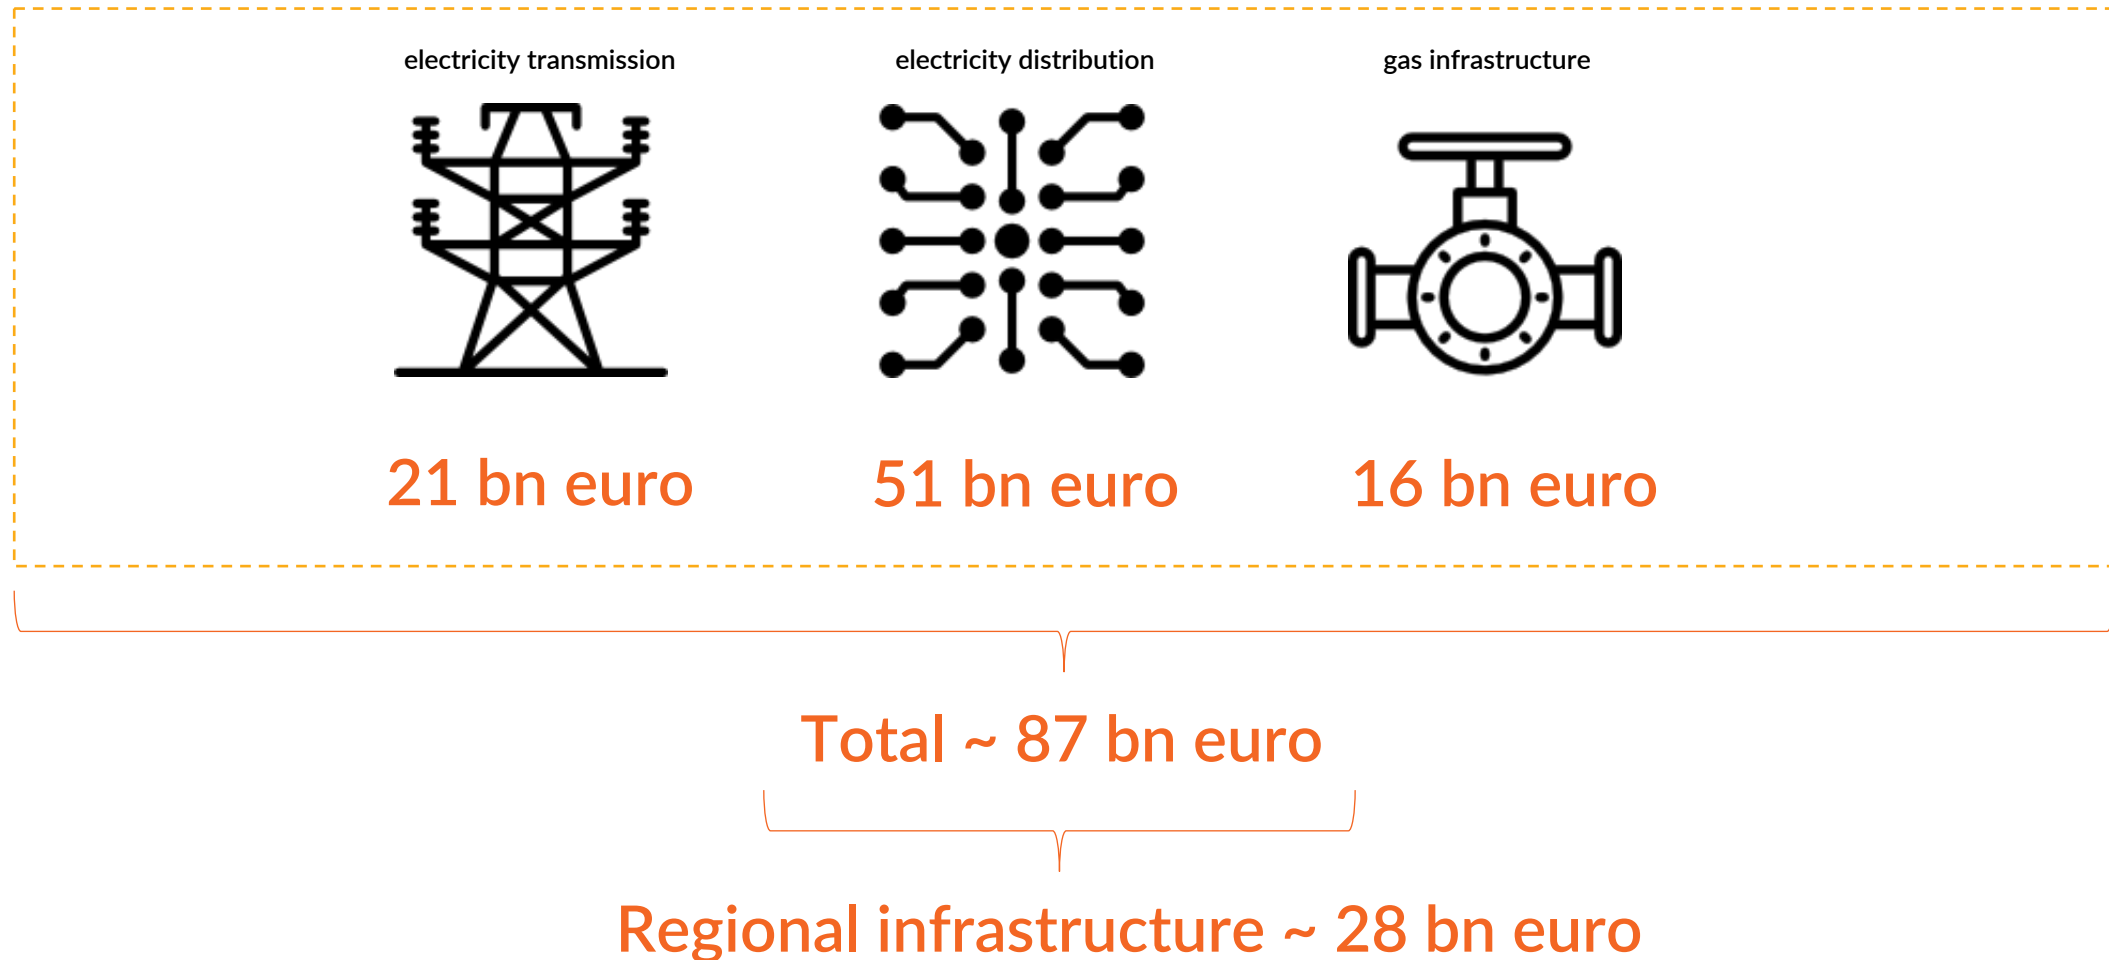 electricity transmission
electricity distribution
gas infrastructure
21 bn euro
51 bn euro
16 bn euro
Total ~ 87 bn euro
Regional infrastructure ~ 28 bn euro